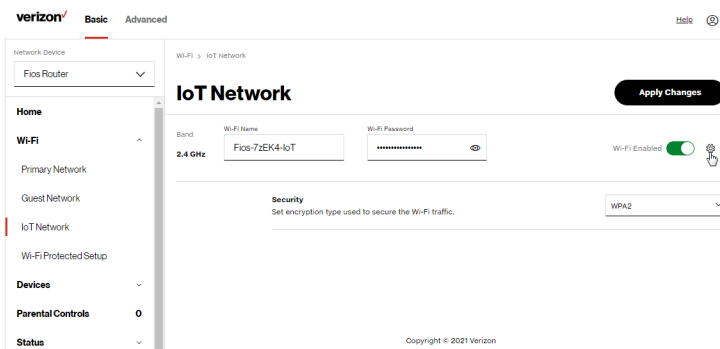 verizon✓
Basic Advanced
Help
Network Device
Fios Router
Home
Wi-Fi
Primary Network
Guest Network
IoT Network
Wi-Fi Protected Setup
Devices
Parental Controls 0
Status
Wi-Fi > IoT Network
IoT Network
Apply Changes
Band
2.4 GHz
Wi-Fi Name
Fios-7zEK4-IoT
Wi-Fi Password
••••••••••••••••
Wi-Fi Enabled
Security
Set encryption type used to secure the Wi-Fi traffic.
WPA2
Copyright © 2021 Verizon